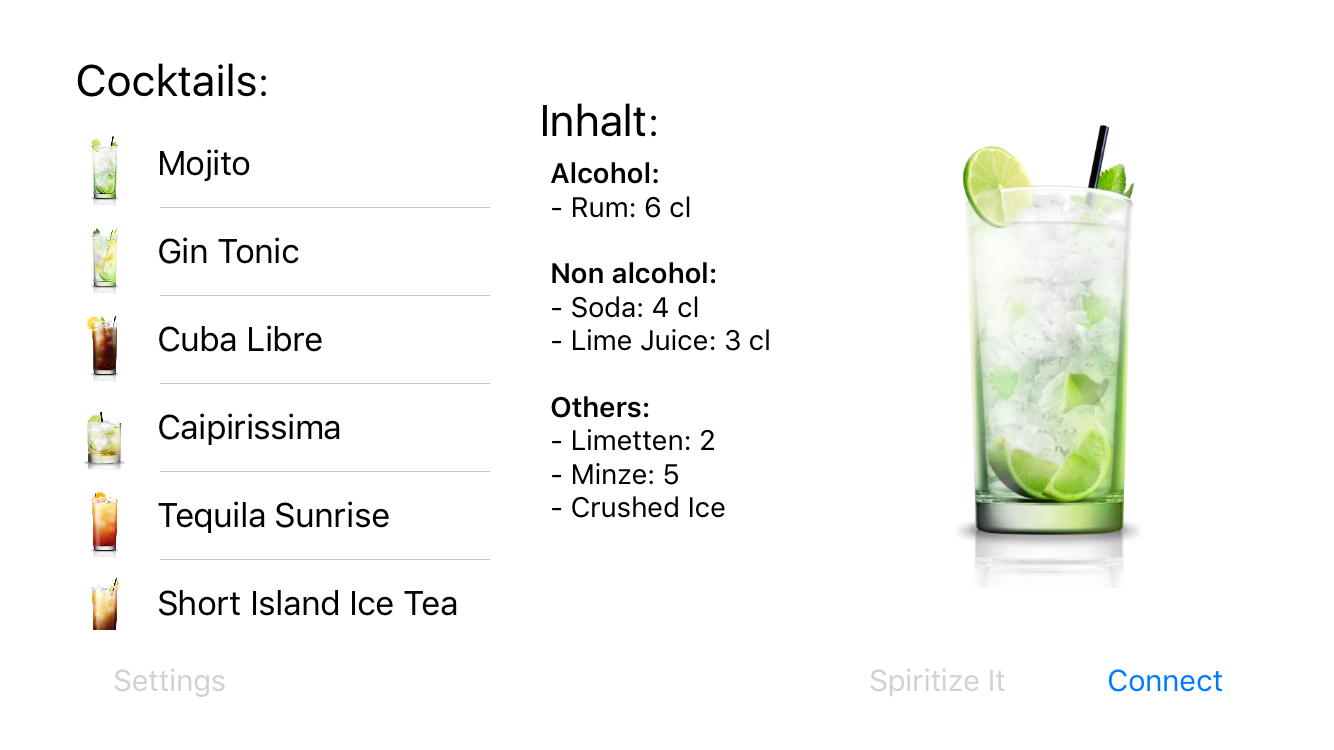 Cocktails:
Mojito
Gin Tonic
Cuba Libre
Caipirissima
Tequila Sunrise
Short Island Ice Tea
Inhalt:
Alcohol:
- Rum: 6 cl
Non alcohol:
- Soda: 4 cl
- Lime Juice: 3 cl
Others:
- Limetten: 2
- Minze: 5
- Crushed Ice
Settings
Spiritize It
Connect